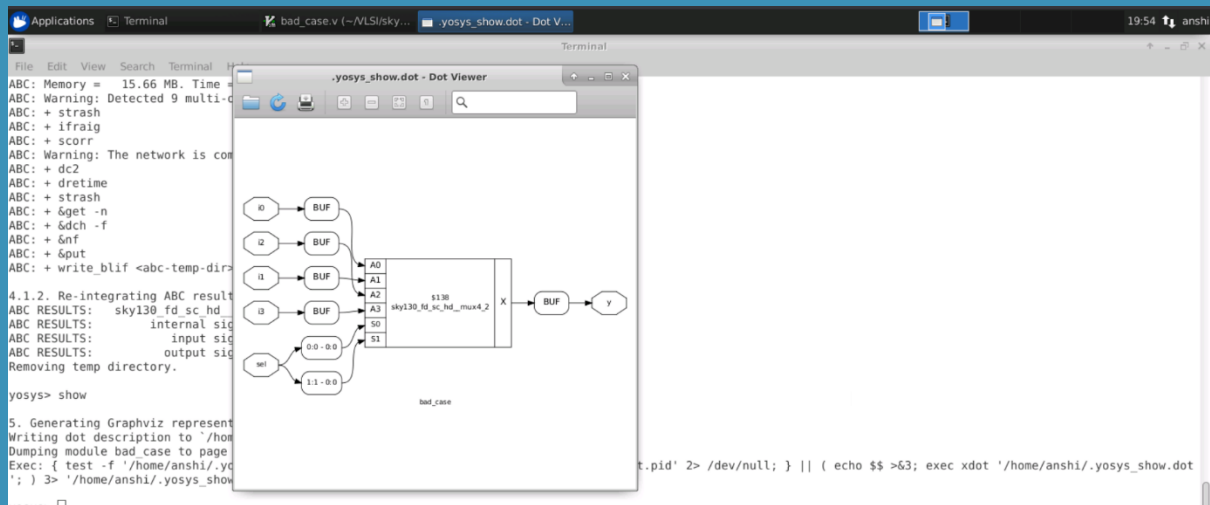 Applications
Terminal
bad_case.v (~/VLSI/sky...
.yosys_show.dot - Dot V...
19:54
anshi
Terminal
File Edit View Search Terminal H
ABC: Memory = 15.66 MB. Time =
ABC: Warning: Detected 9 multi-
ABC: + strash
ABC: + ifraig
ABC: + scorr
ABC: Warning: The network is com
ABC: + dc2
ABC: + dretime
ABC: + strash
ABC: + &get -n
ABC: + &dch -f
ABC: + &nf
ABC: + &put
ABC: + write_blif <abc-temp-dir>
4.1.2. Re-integrating ABC result
ABC RESULTS: sky130_fd_sc_hd_
ABC RESULTS: internal sig
ABC RESULTS: input sig
ABC RESULTS: output sig
Removing temp directory.
yosys> show
5. Generating Graphviz represent
Writing dot description to `/hom
Dumping module bad_case to page
Exec: { test -f '/home/anshi/.yo
t.pid' 2> /dev/null; } || ( echo $$ >&3; exec xdot '/home/anshi/.yosys_show.dot
'; ) 3> '/home/anshi/.yosys_show
.yosys_show.dot - Dot Viewer
i0 BUF
i2 BUF
i1 BUF
i3 BUF
sel
0:0 - 0:0
1:1 - 0:0
A0
A1
A2
A3
S0
S1
$138
sky130_fd_sc_hd__mux4_2
X
BUF
y
bad_case